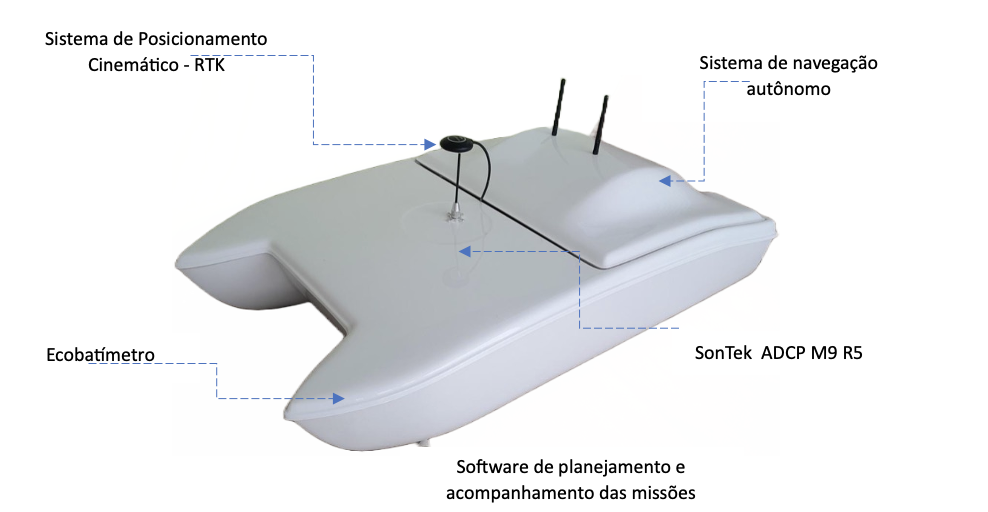 Sistema de Posicionamento
Cinemático - RTK
Sistema de navegação
autônomo
Ecobatímetro
SonTek ADCP M9 R5
Software de planejamento e
acompanhamento das missões